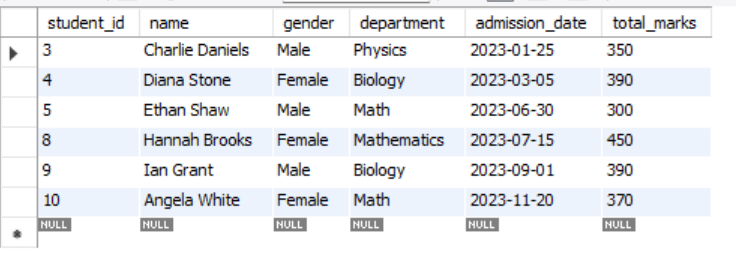 student_id name gender department admission_date total_marks
3 Charlie Daniels Male Physics 2023-01-25 350
4 Diana Stone Female Biology 2023-03-05 390
5 Ethan Shaw Male Math 2023-06-30 300
8 Hannah Brooks Female Mathematics 2023-07-15 450
9 Ian Grant Male Biology 2023-09-01 390
10 Angela White Female Math 2023-11-20 370
NULL NULL NULL NULL NULL NULL